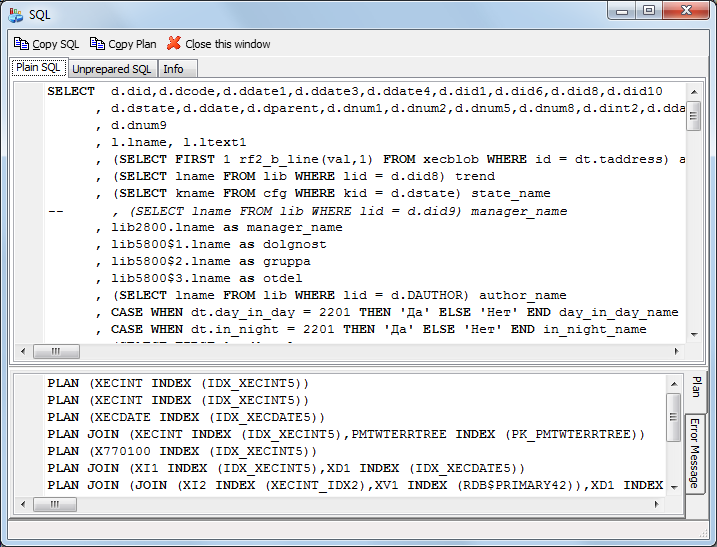 SQL
Copy SQL Copy Plan Close this window
Plain SQL Unprepared SQL Info
SELECT d.did,d.dcode,d.ddate1,d.ddate3,d.ddate4,d.did1,d.did6,d.did8,d.did10
, d.dstate,d.ddate,d.dparent,d.dnum1,d.dnum2,d.dnum5,d.dnum8,d.dint2,d.dda
, d.dnum9
, l.lname, l.ltext1
, (SELECT FIRST 1 rf2_b_line(val,1) FROM xecblob WHERE id = dt.taddress) a
, (SELECT lname FROM lib WHERE lid = d.did8) trend
, (SELECT kname FROM cfg WHERE kid = d.dstate) state_name
-- , (SELECT lname FROM lib WHERE lid = d.did9) manager_name
, lib2800.lname as manager_name
, lib5800$1.lname as dolgnost
, lib5800$2.lname as gruppa
, lib5800$3.lname as otdel
, (SELECT lname FROM lib WHERE lid = d.DAUTHOR) author_name
, CASE WHEN dt.day_in_day = 2201 THEN 'Да' ELSE 'Нет' END day_in_day_name
, CASE WHEN dt.in_night = 2201 THEN 'Да' ELSE 'Нет' END in_night_name
PLAN (XECINT INDEX (IDX_XECINT5))
PLAN (XECINT INDEX (IDX_XECINT5))
PLAN (XECDATE INDEX (IDX_XECDATE5))
PLAN JOIN (XECINT INDEX (IDX_XECINT5),PMTWTERRTREE INDEX (PK_PMTWTERRTREE))
PLAN (X770100 INDEX (IDX_XECINT5))
PLAN JOIN (XI1 INDEX (IDX_XECINT5),XD1 INDEX (IDX_XECDATE5))
PLAN JOIN (JOIN (XI2 INDEX (XECINT_IDX2),XV1 INDEX (RDB$PRIMARY42)),XD1 INDEX
Plan
Error Message